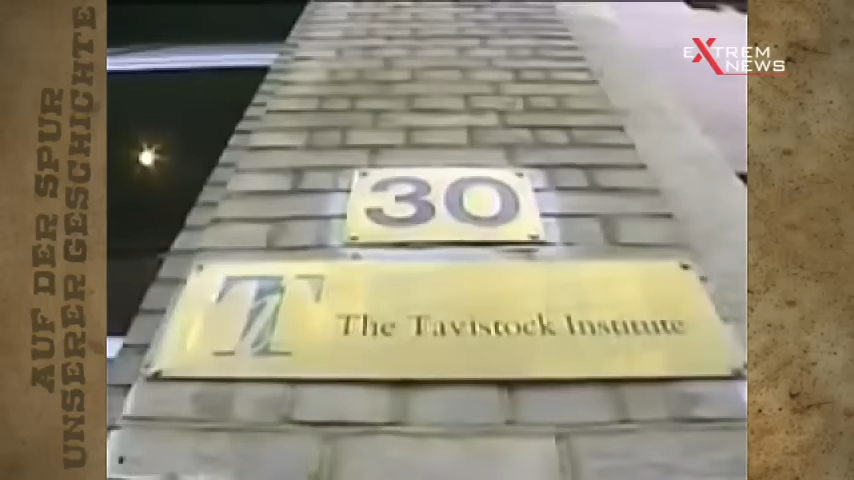 AUF DER SPUR
UNSERER GESCHICHTE
EXTREM
NEWS
30
The Tavistock Institute